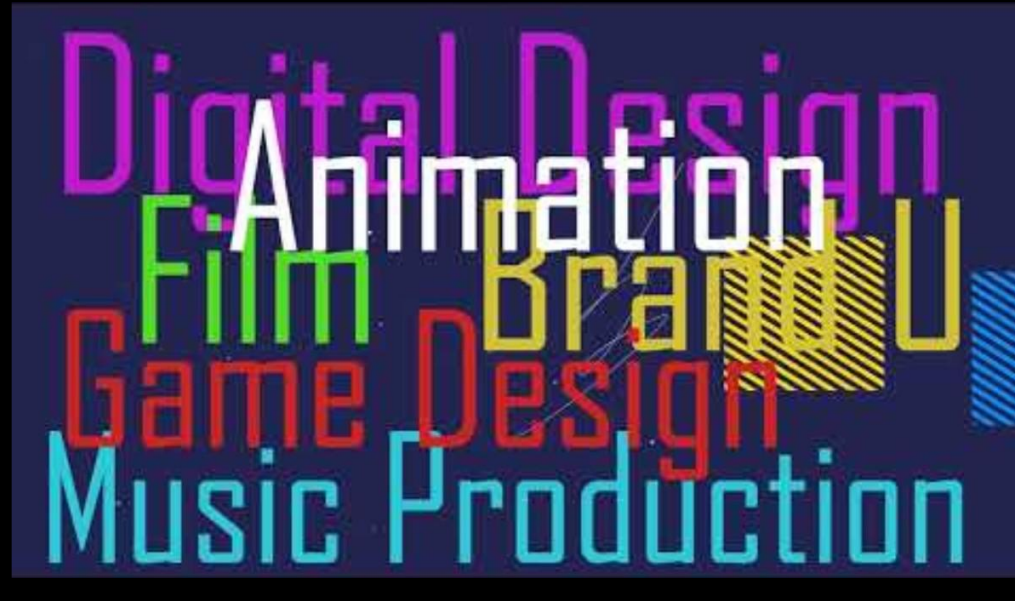 Digital Design
Animation
Film Brand U
Game Design
Music Production